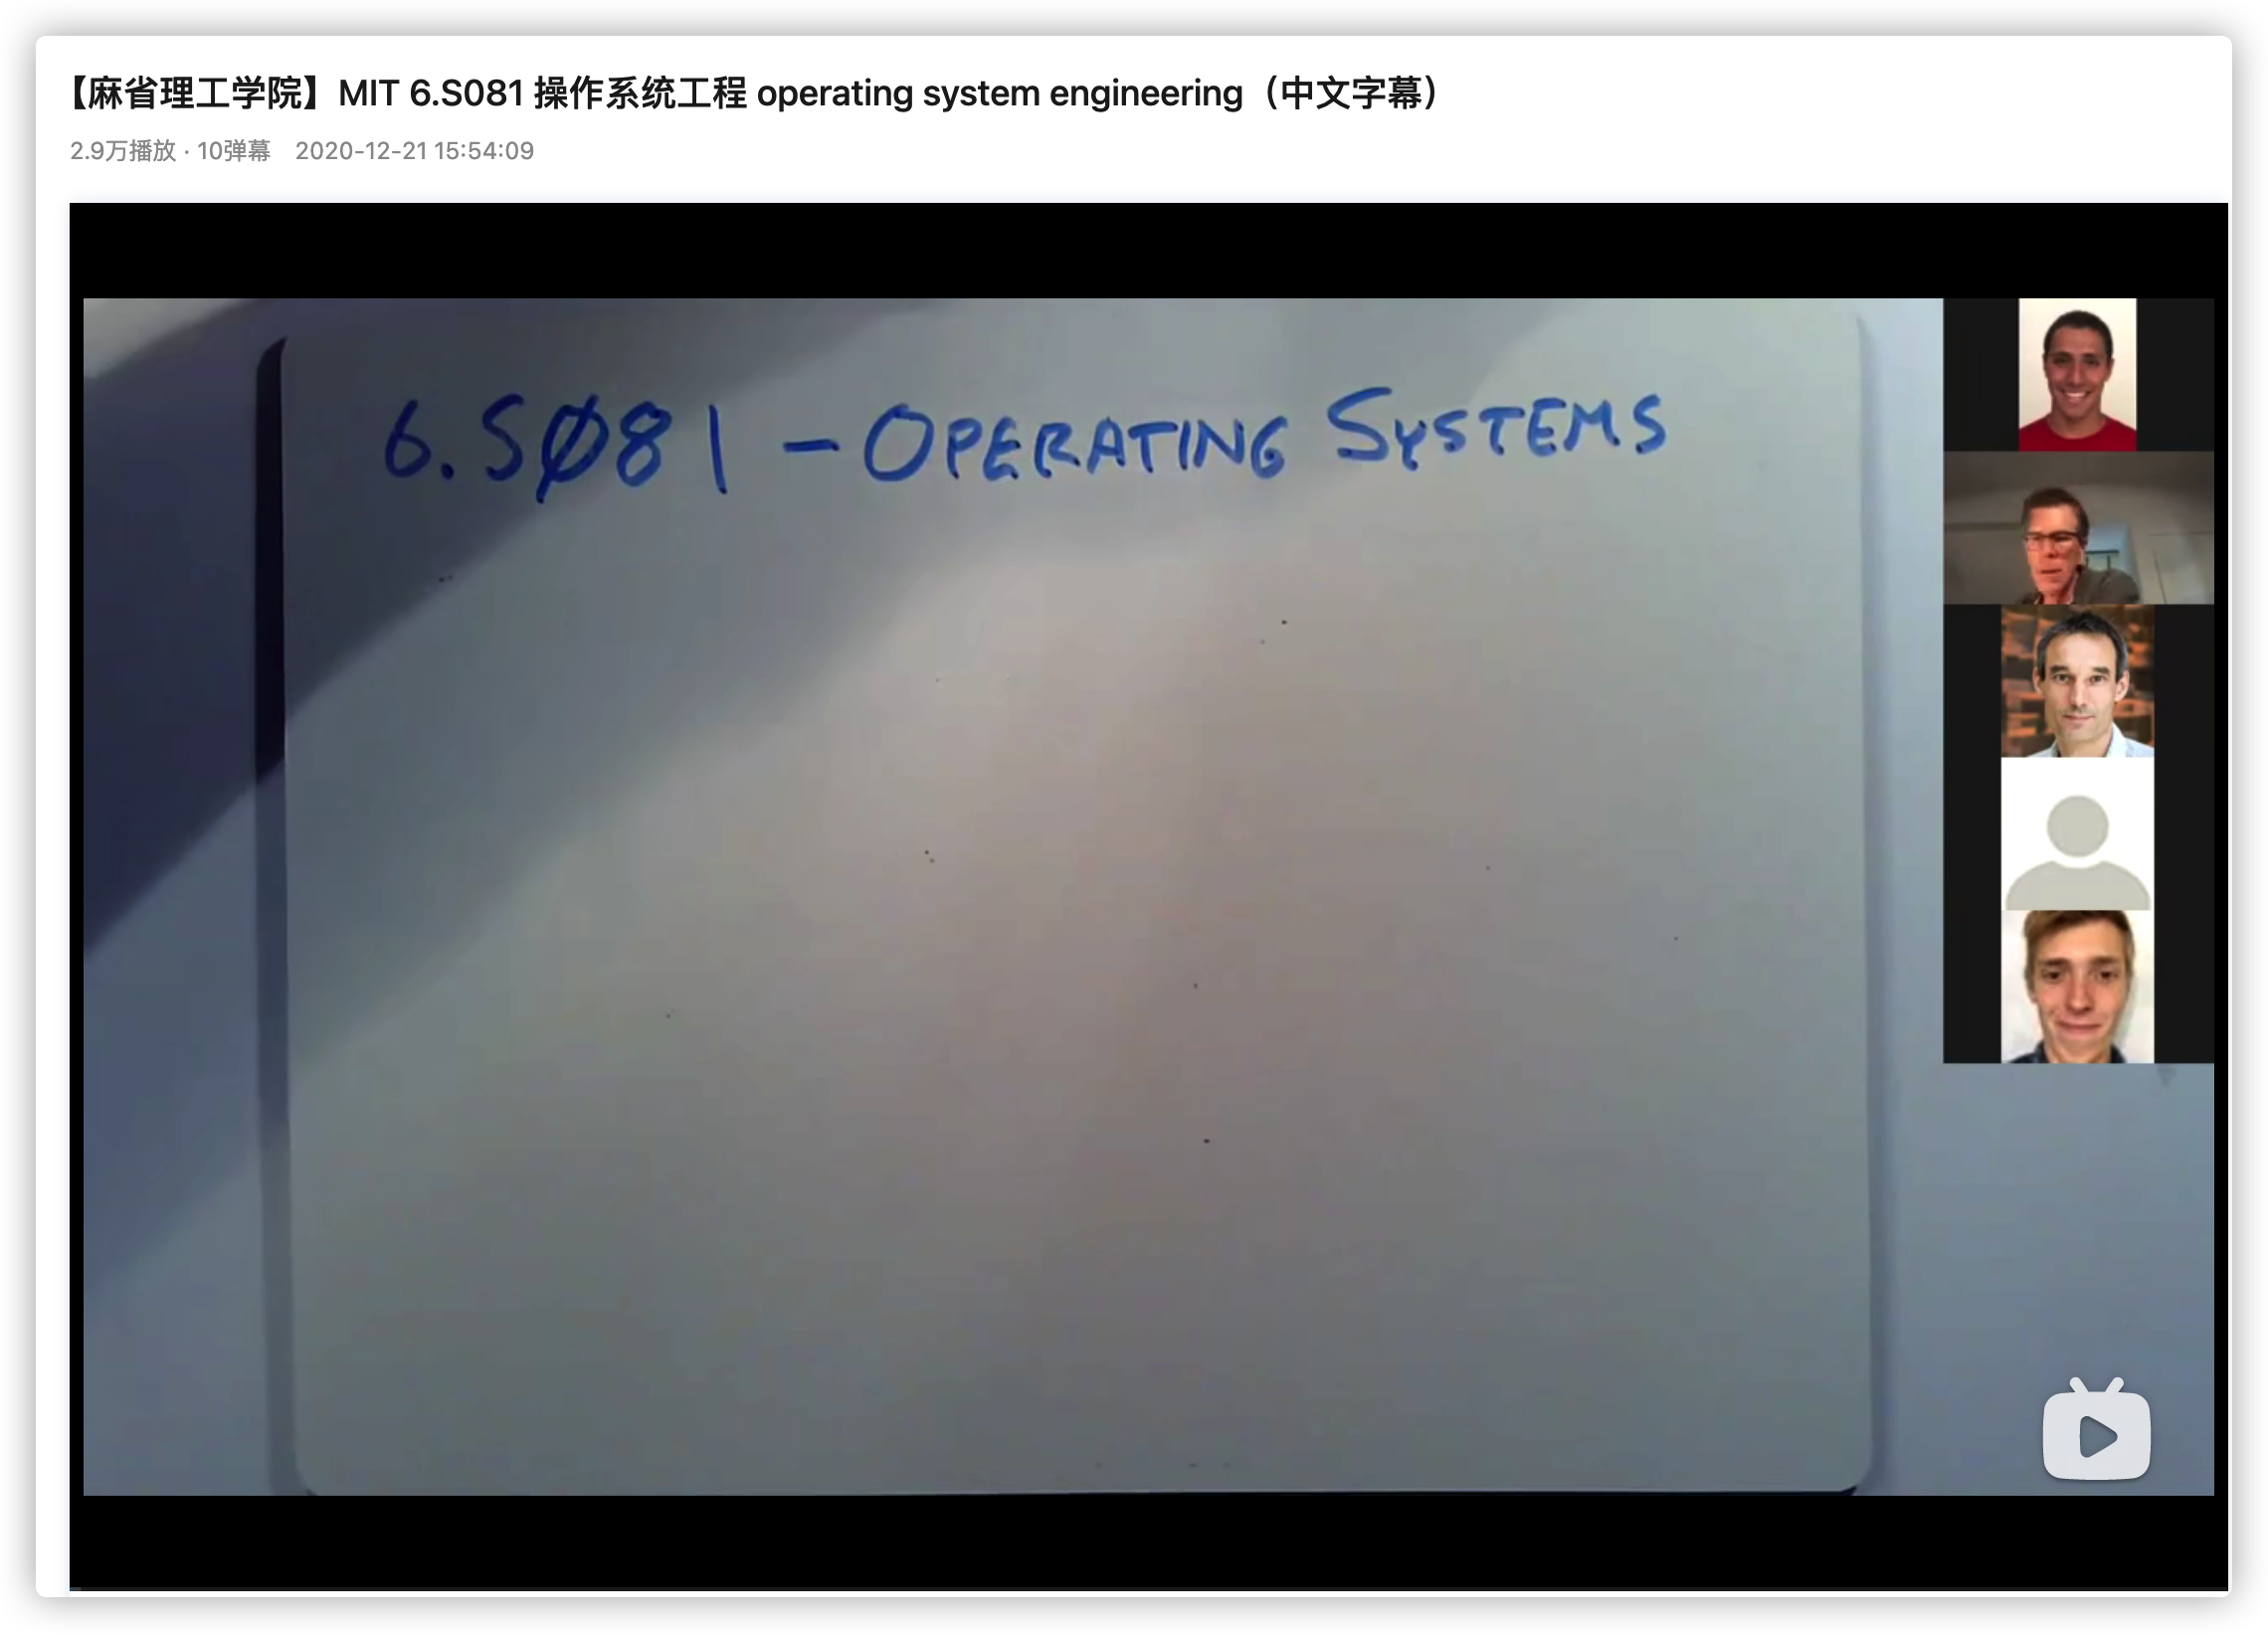 【麻省理工学院】MIT 6.S081 操作系统工程 operating system engineering（中文字幕）
2.9万播放 · 10弹幕 2020-12-21 15:54:09
6.SØ81 - OPERATING SYSTEMS